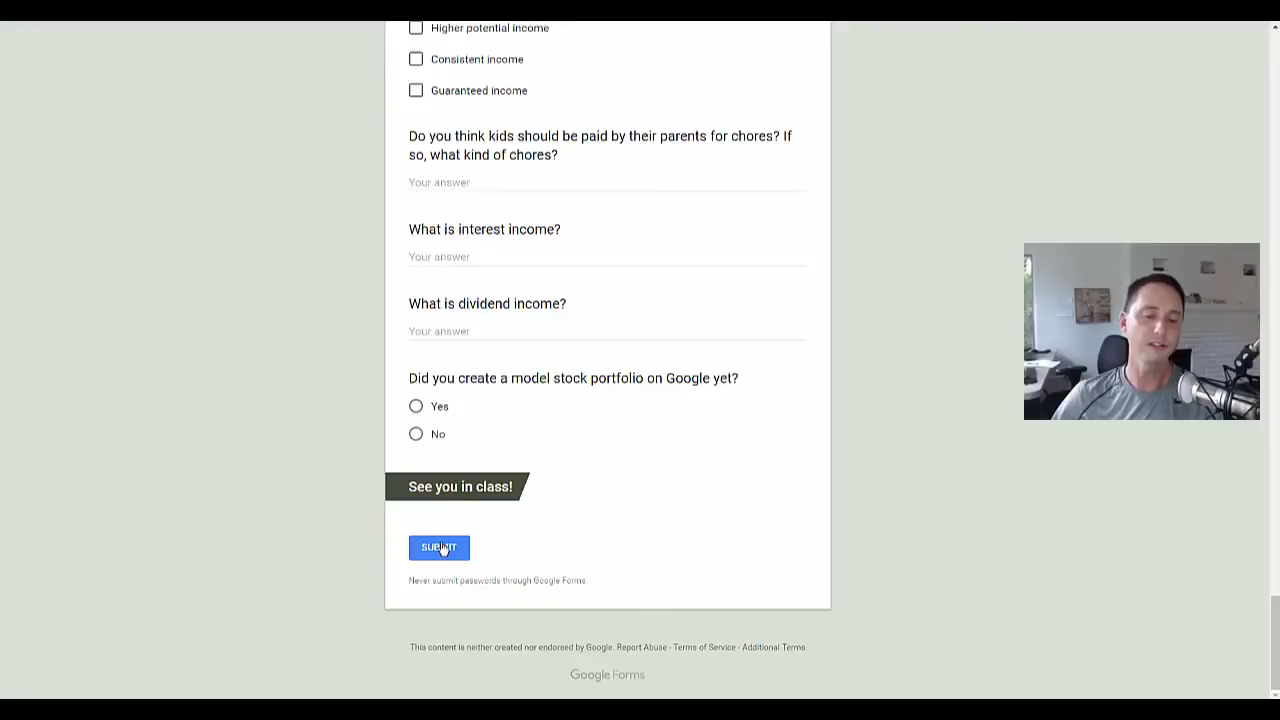 Higher potential income
Consistent income
Guaranteed income
Do you think kids should be paid by their parents for chores? If
so, what kind of chores?
Your answer
What is interest income?
Your answer
What is dividend income?
Your answer
Did you create a model stock portfolio on Google yet?
Yes
No
See you in class!
SUBMIT
Never submit passwords through Google Forms.
This content is neither created nor endorsed by Google. Report Abuse - Terms of Service - Additional Terms
Google Forms